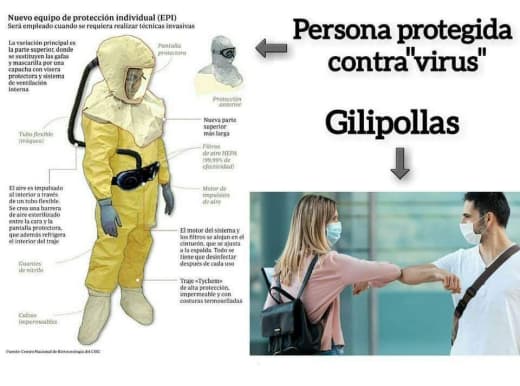 Nuevo equipo de protección individual (EPI)
Será empleado cuando se requiera realizar técnicas invasivas
La variación principal es
la parte superior, donde
se sustituyen las gafas
y mascarilla por una
capucha con visera
protectora y sistema
de ventilación
interna
Pantalla
protectora
Protección
anterior
Nueva parte
superior
más larga
Tubo flexible
(tráquea)
Filtros
de aire HEPA
(99,99% de
efectividad)
El aire es impulsado
al interior a través
de un tubo flexible.
Se crea una barrera
de aire esterilizado
entre la cara y la
pantalla protectora,
que además refrigera
el interior del traje
Motor de
impulsión
de aire
El motor del sistema y
los filtros se alojan en el
cinturón, que se ajusta
a la espalda. Todo se
tiene que desinfectar
después de cada uso
Guantes
de nitrilo
Traje «Tychem»
de alta protección,
impermeable y con
costuras termoselladas
Calzas
impermeables
Fuente: Centro Nacional de Biotecnología del CSIC
Persona protegida
contra"virus"
Gilipollas